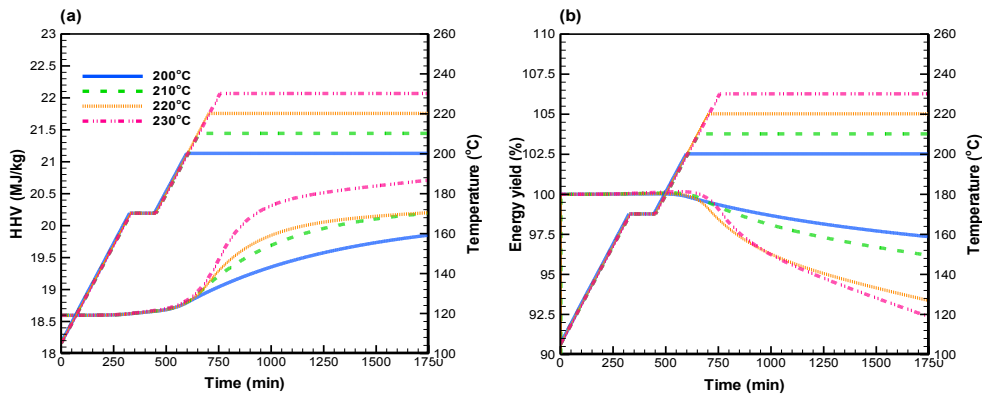 (a)
23
22.5
22
21.5
21
20.5
20
19.5
19
18.5
18
HHV (MJ/kg)
200°C
210°C
220°C
230°C
260
240
220
200
180
160
140
120
100
Temperature (°C)
0 250 500 750 1000 1250 1500 1750
Time (min)
(b)
110
107.5
105
102.5
100
97.5
95
92.5
90
Energy yield (%)
260
240
220
200
180
160
140
120
100
Temperature (°C)
0 250 500 750 1000 1250 1500 1750
Time (min)